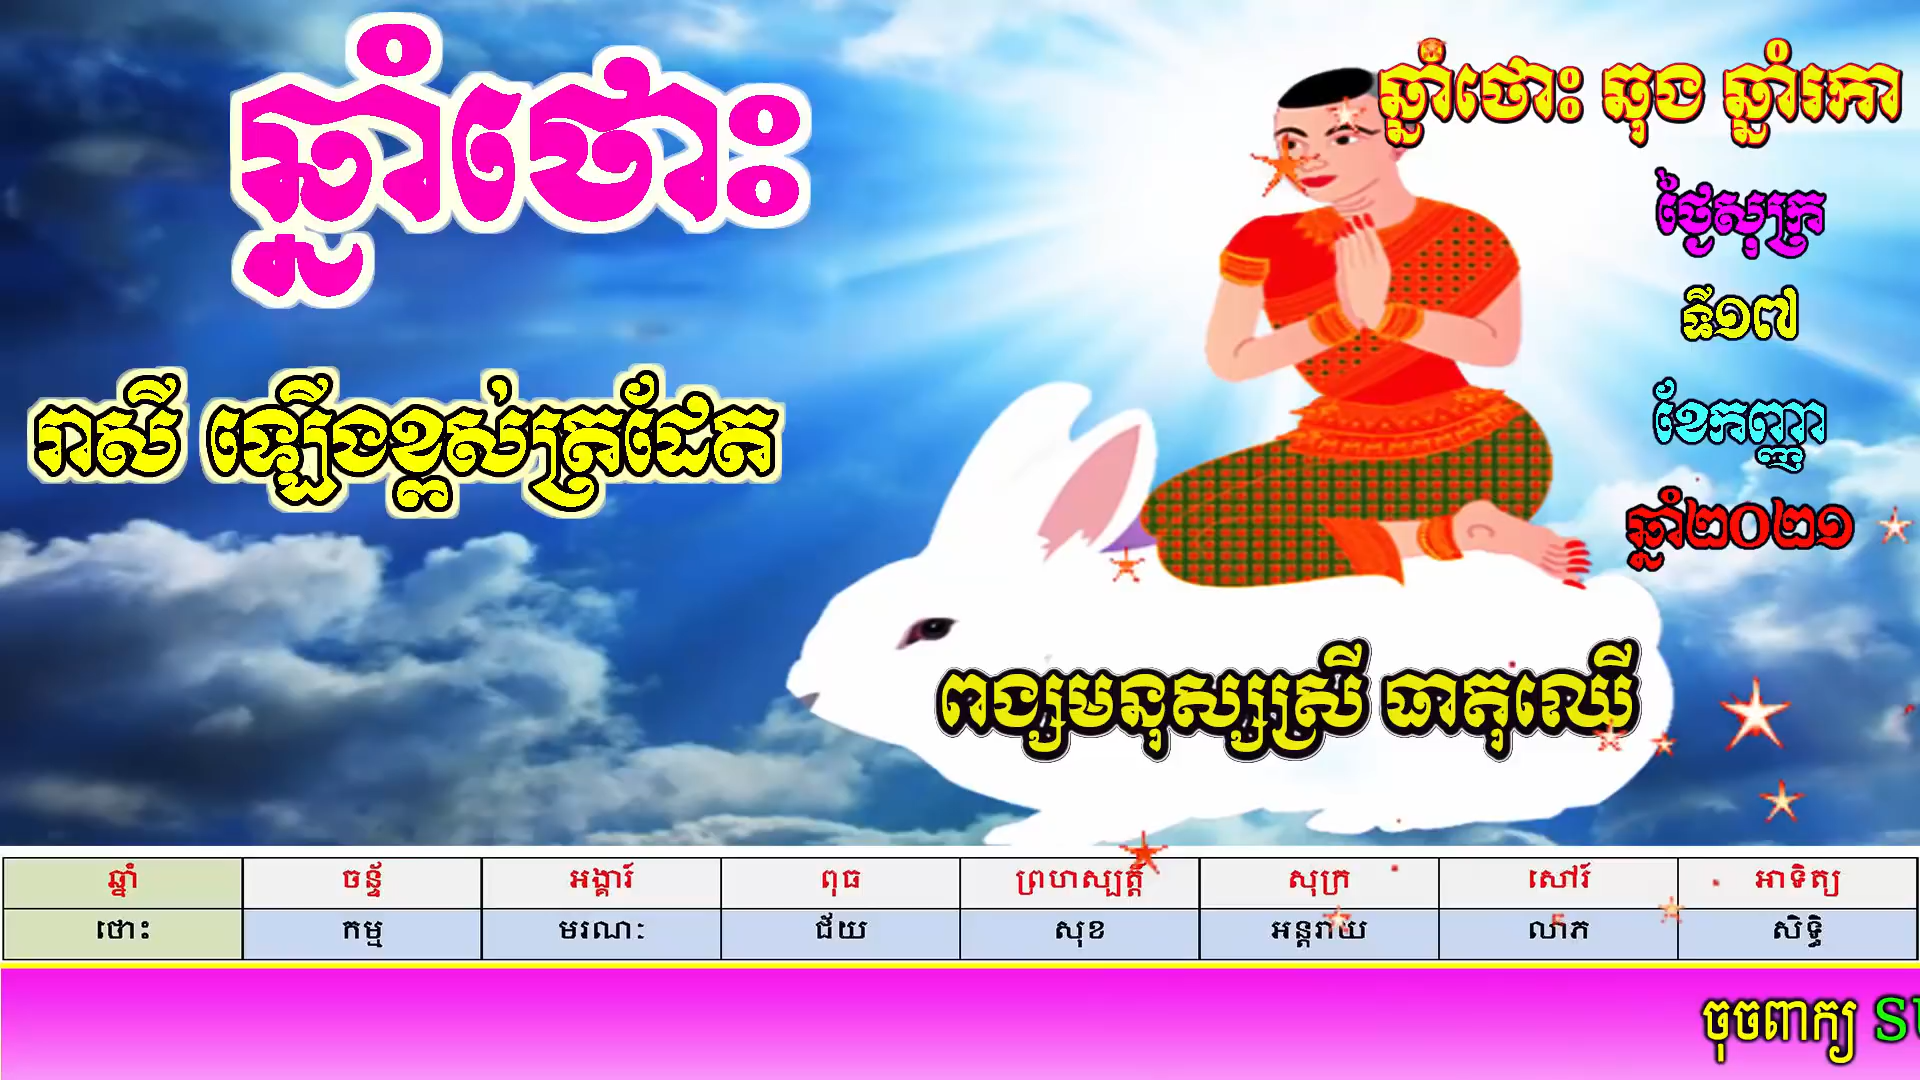 ឆ្នាំថោះ
រាសី ឡើងខ្ពស់ត្រដែត
ឆ្នាំថោះ ឆុង ឆ្នាំរកា
ថ្ងៃសុក្រ
ទី១៧
ខែកញ្ញា
ឆ្នាំ២០២១
ពង្សមនុស្សស្រី ធាតុឈើ
ឆ្នាំ ចន្ទ័ អង្គារ៍ ពុធ ព្រហស្បត្តិ៍ សុក្រ សៅរ៍ អាទិត្យ
ថោះ កម្ម មរណៈ ជ័យ សុខ អន្តរាយ លាភ សិទ្ធិ
ចុចពាក្យ SU